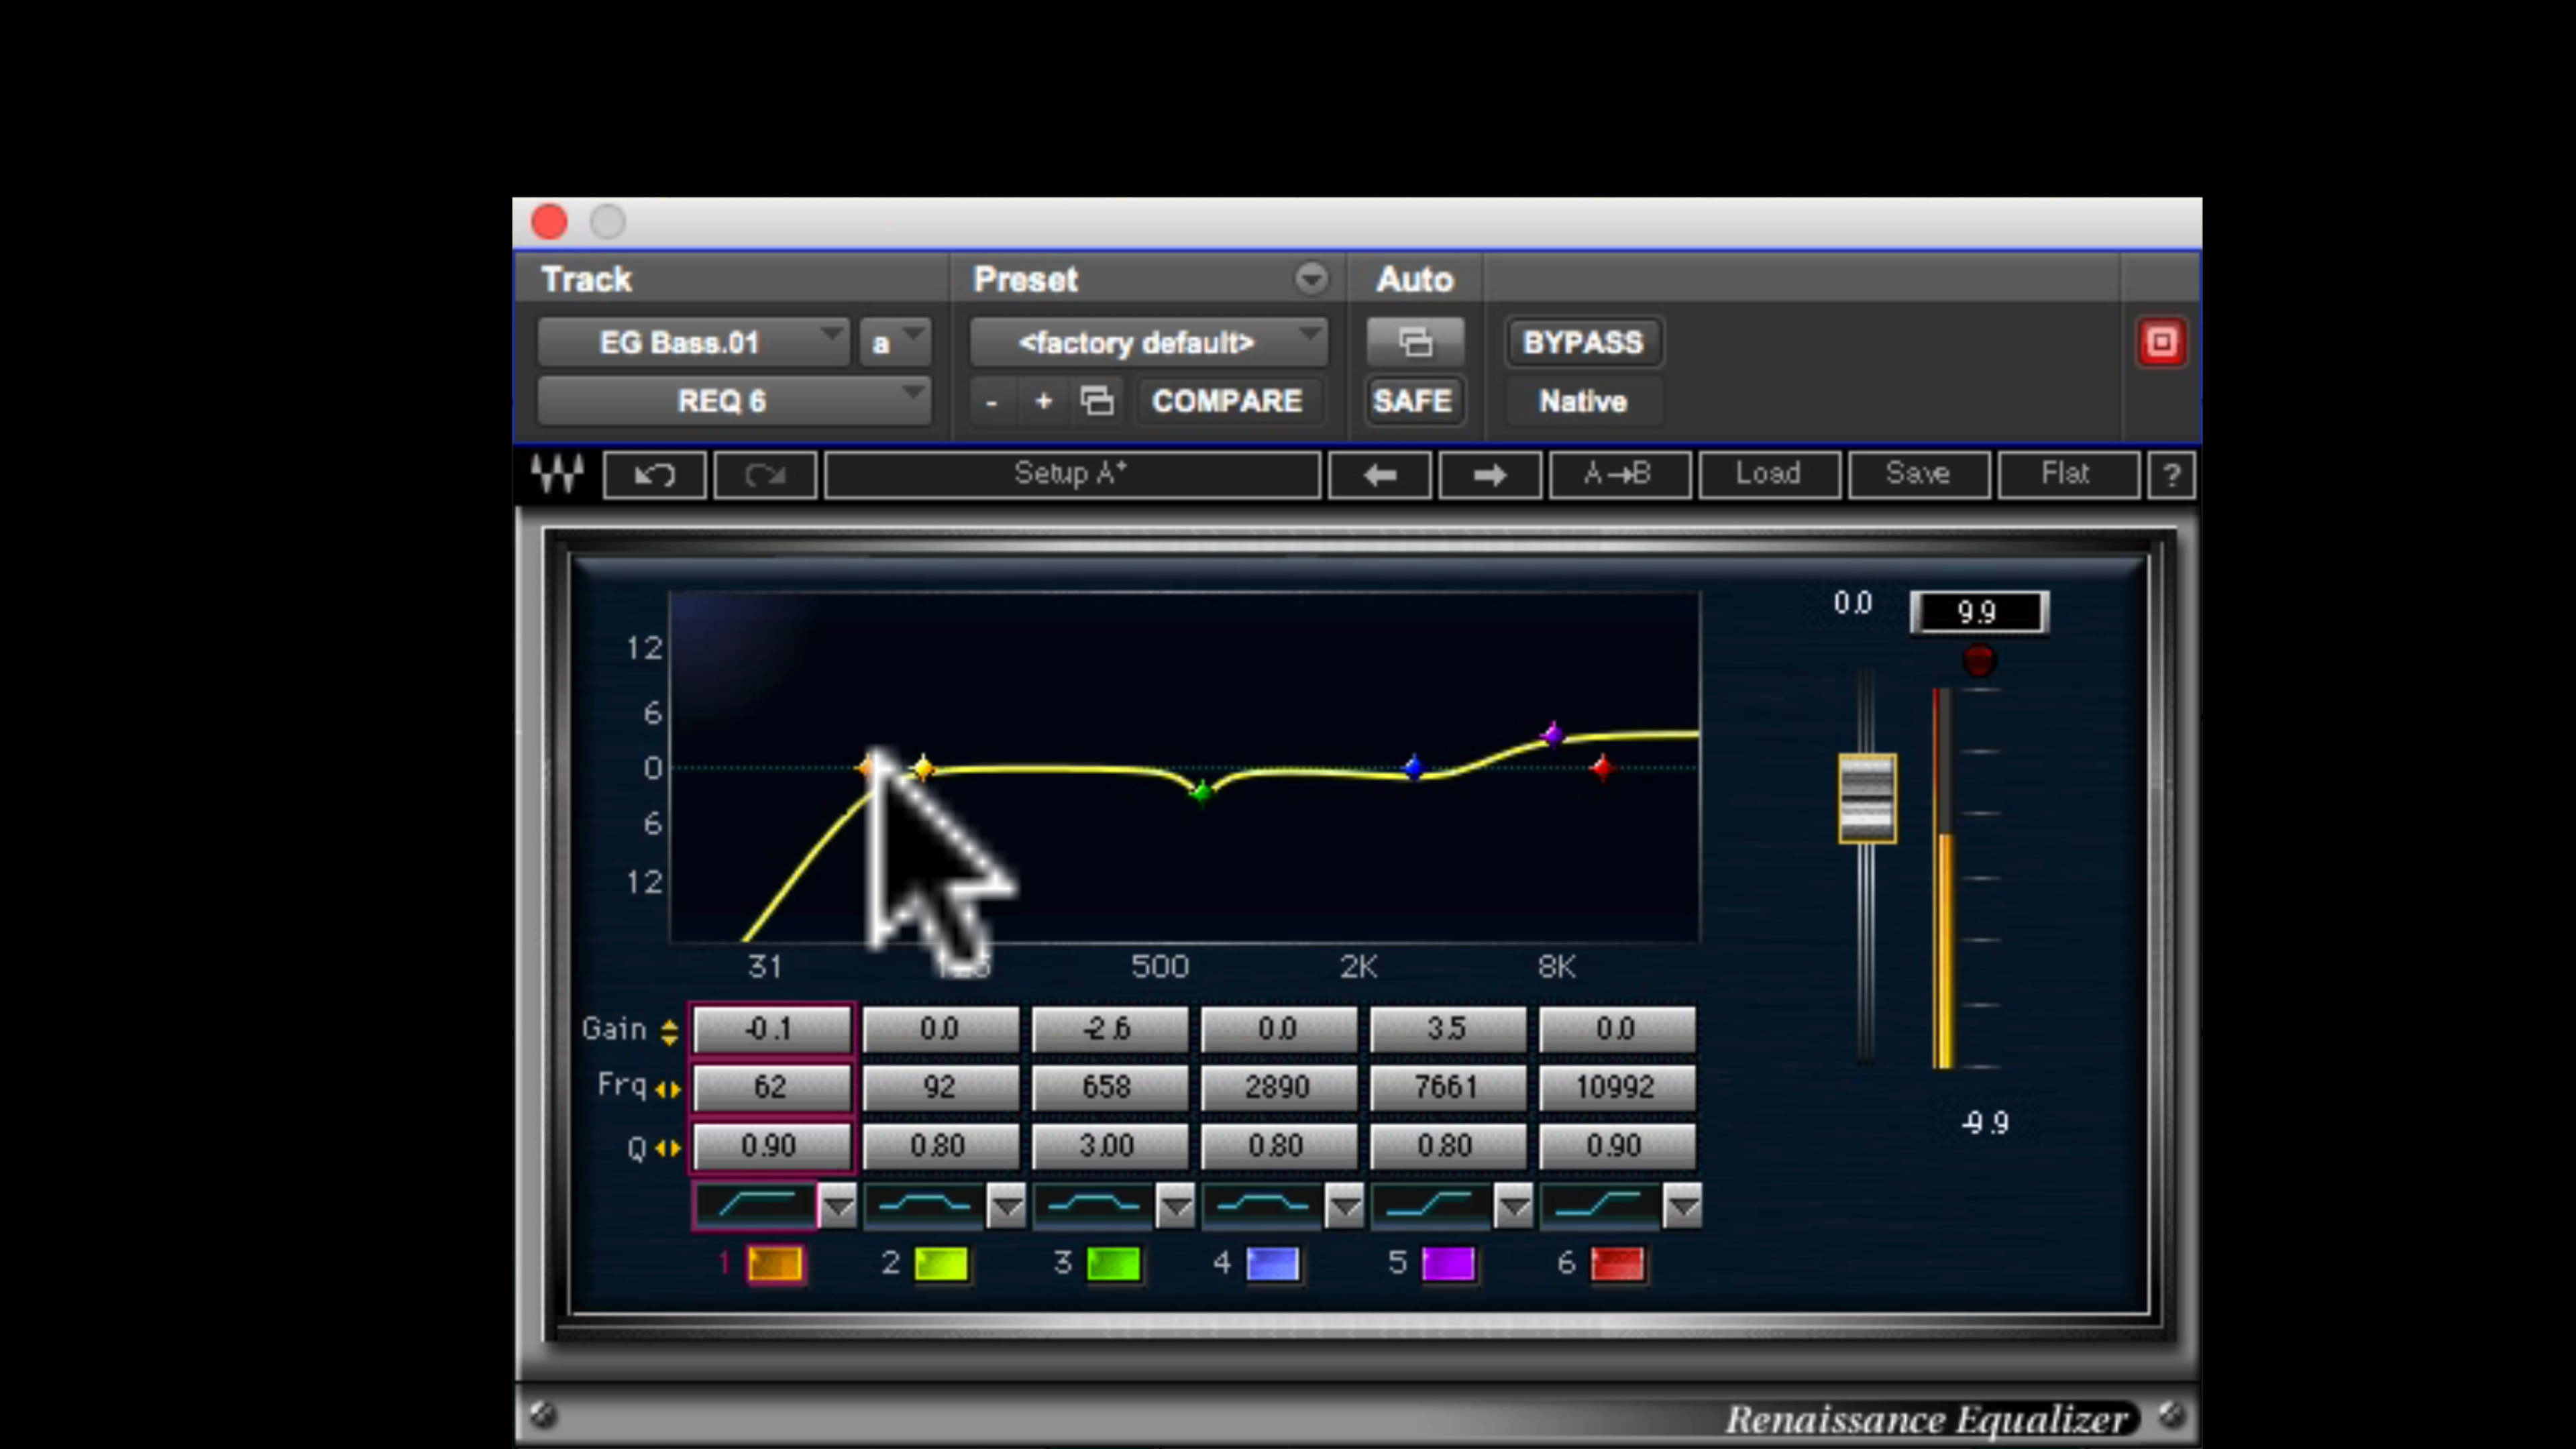 Track Preset Auto
EG Bass.01 a <factory default> BYPASS
REQ 6 - + COMPARE SAFE Native
Setup A* A→B Load Save Flat ?
0.0 9.9
12
6
0
6
12
31 500 2K 8K
Gain -0.1 0.0 -2.6 0.0 3.5 0.0
Frq 62 92 658 2890 7661 10992
Q 0.90 0.80 3.00 0.80 0.80 0.90
-9.9
1 2 3 4 5 6
Renaissance Equalizer